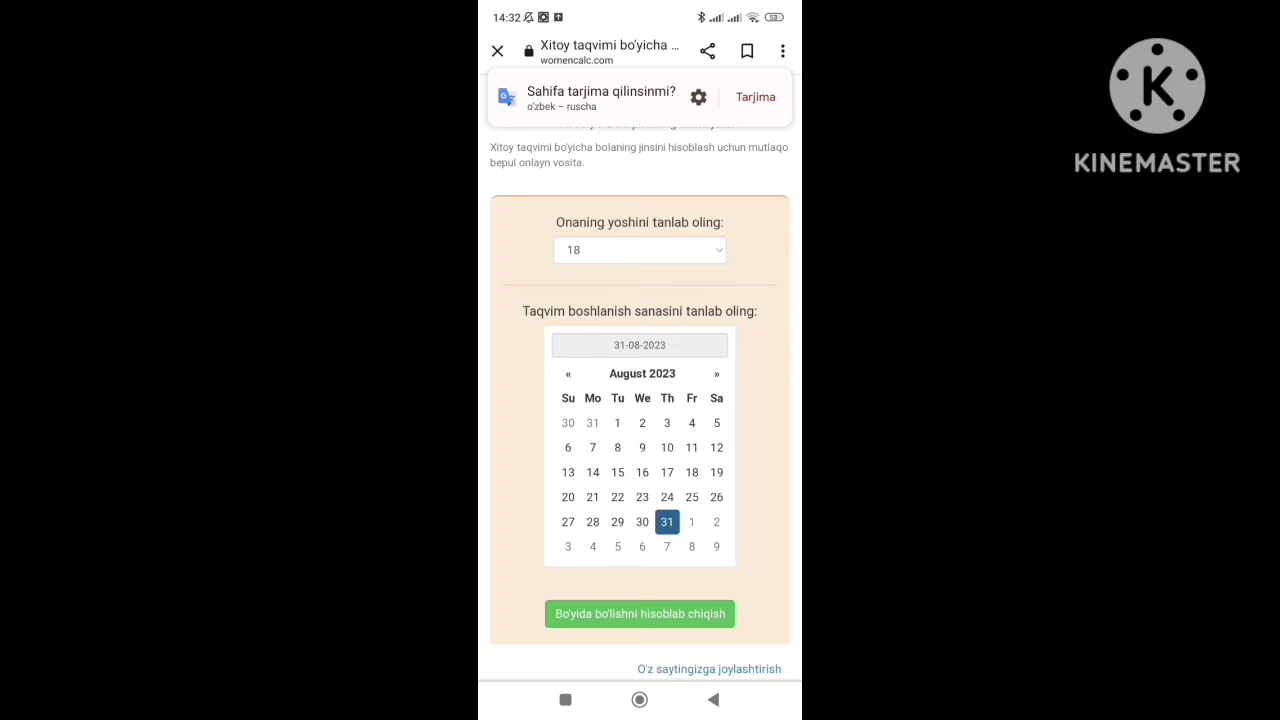 14:32
53
Xitoy taqvimi bo'yicha ...
womencalc.com
Sahifa tarjima qilinsinmi?
o'zbek – ruscha
Tarjima
Xitoy taqvimi bo'yicha bolaning jinsini hisoblash uchun mutlaqo
bepul onlayn vosita.
Onaning yoshini tanlab oling:
18
Taqvim boshlanish sanasini tanlab oling:
31-08-2023
« August 2023 »
Su Mo Tu We Th Fr Sa
30 31 1 2 3 4 5
6 7 8 9 10 11 12
13 14 15 16 17 18 19
20 21 22 23 24 25 26
27 28 29 30 31 1 2
3 4 5 6 7 8 9
Bo'yida bo'lishni hisoblab chiqish
O'z saytingizga joylashtirish
K
KINEMASTER